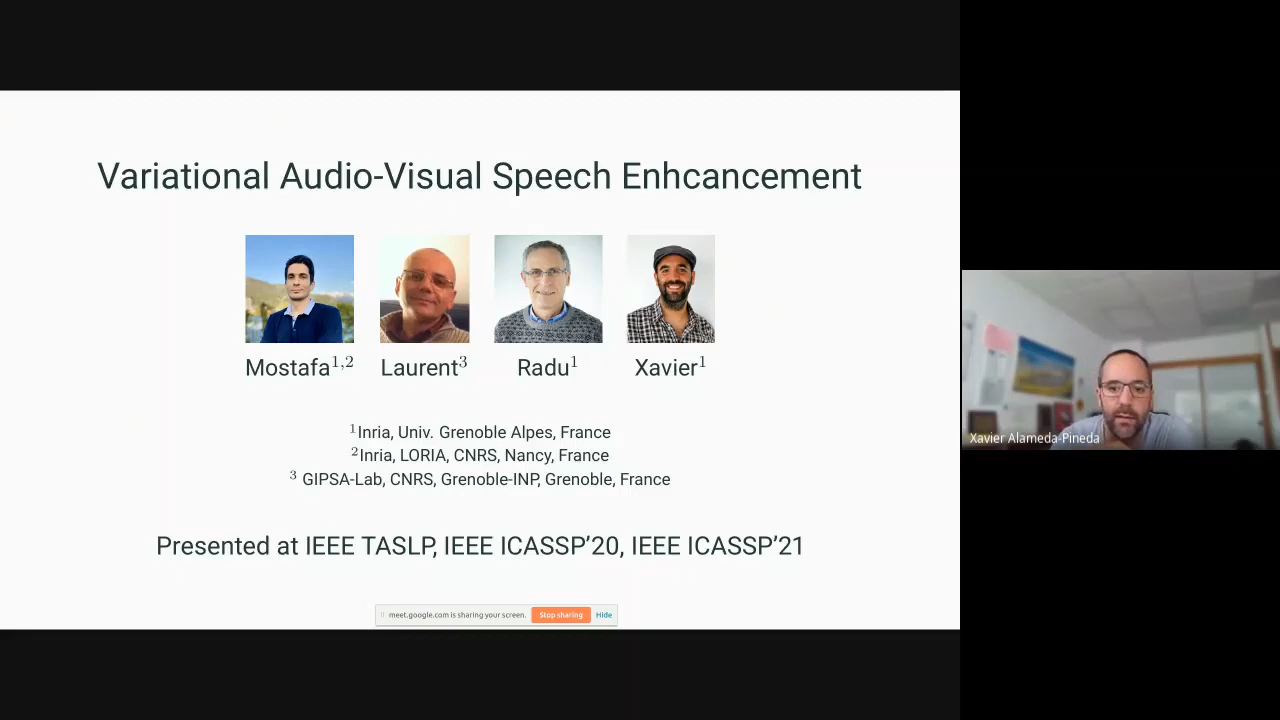 Variational Audio-Visual Speech Enhcancement
Mostafa1,2 Laurent3 Radu1 Xavier1
1Inria, Univ. Grenoble Alpes, France
2Inria, LORIA, CNRS, Nancy, France
3 GIPSA-Lab, CNRS, Grenoble-INP, Grenoble, France
Presented at IEEE TASLP, IEEE ICASSP'20, IEEE ICASSP'21
meet.google.com is sharing your screen. Stop sharing Hide
Xavier Alameda-Pineda